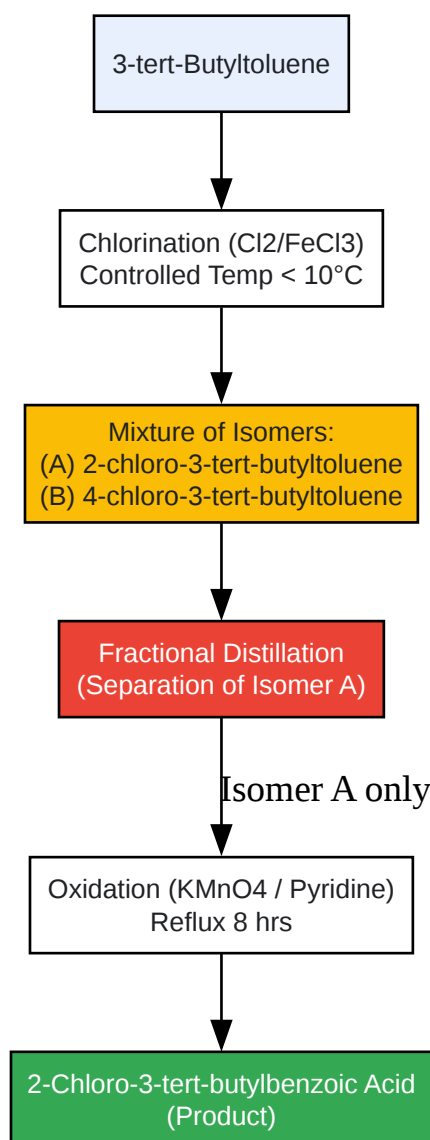 3-tert-Butyltoluene
Chlorination (Cl2/FeCl3)
Controlled Temp < 10°C
Mixture of Isomers:
(A) 2-chloro-3-tert-butyltoluene
(B) 4-chloro-3-tert-butyltoluene
Fractional Distillation
(Separation of Isomer A)
Isomer A only
Oxidation (KMnO4 / Pyridine)
Reflux 8 hrs
2-Chloro-3-tert-butylbenzoic Acid
(Product)